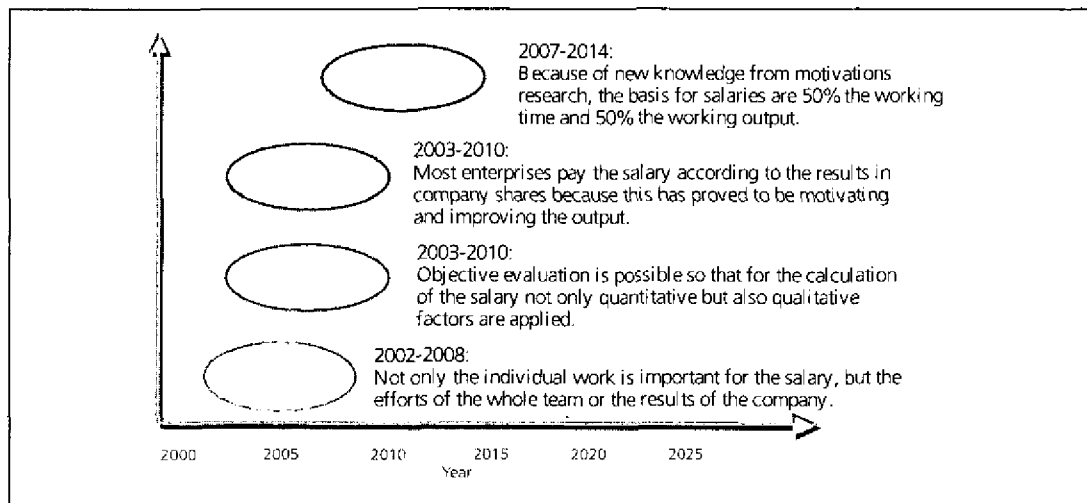 2007-2014:
Because of new knowledge from motivations
research, the basis for salaries are 50% the working
time and 50% the working output.
2003-2010:
Most enterprises pay the salary according to the results in
company shares because this has proved to be motivating
and improving the output.
2003-2010:
Objective evaluation is possible so that for the calculation
of the salary not only quantitative but also qualitative
factors are applied.
2002-2008:
Not only the individual work is important for the salary, but the
efforts of the whole team or the results of the company.
2000 2005 2010 2015 2020 2025
Year